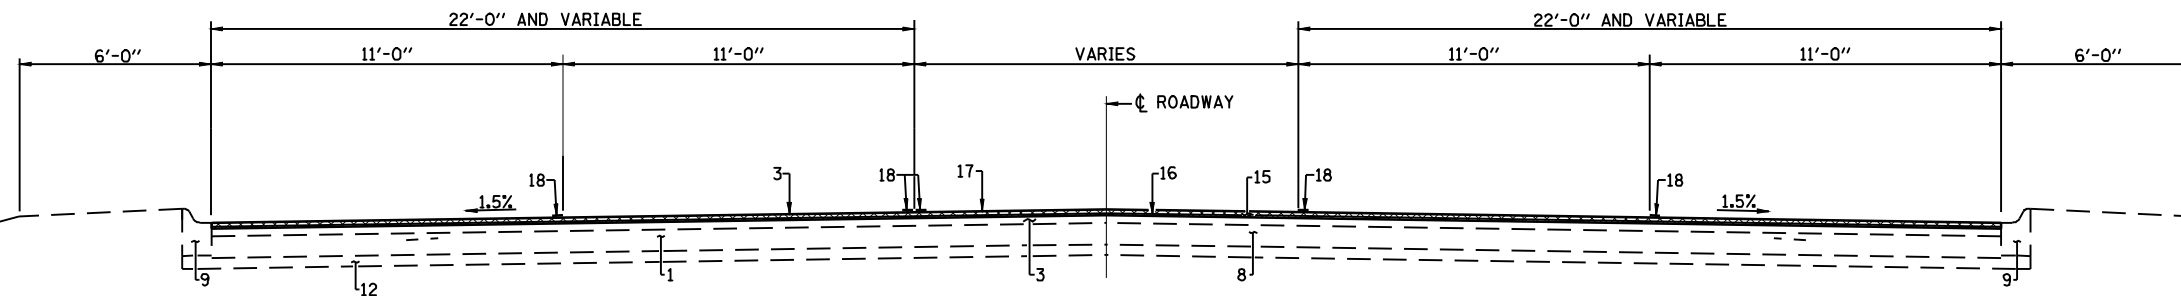 22'-0" AND VARIABLE 22'-0" AND VARIABLE
6'-0" 11'-0" 11'-0" VARIES 11'-0" 11'-0" 6'-0"
℄ ROADWAY
18 1.5% 3 18 17 16 15 18 18 1.5%
9 12 1 3 8 9